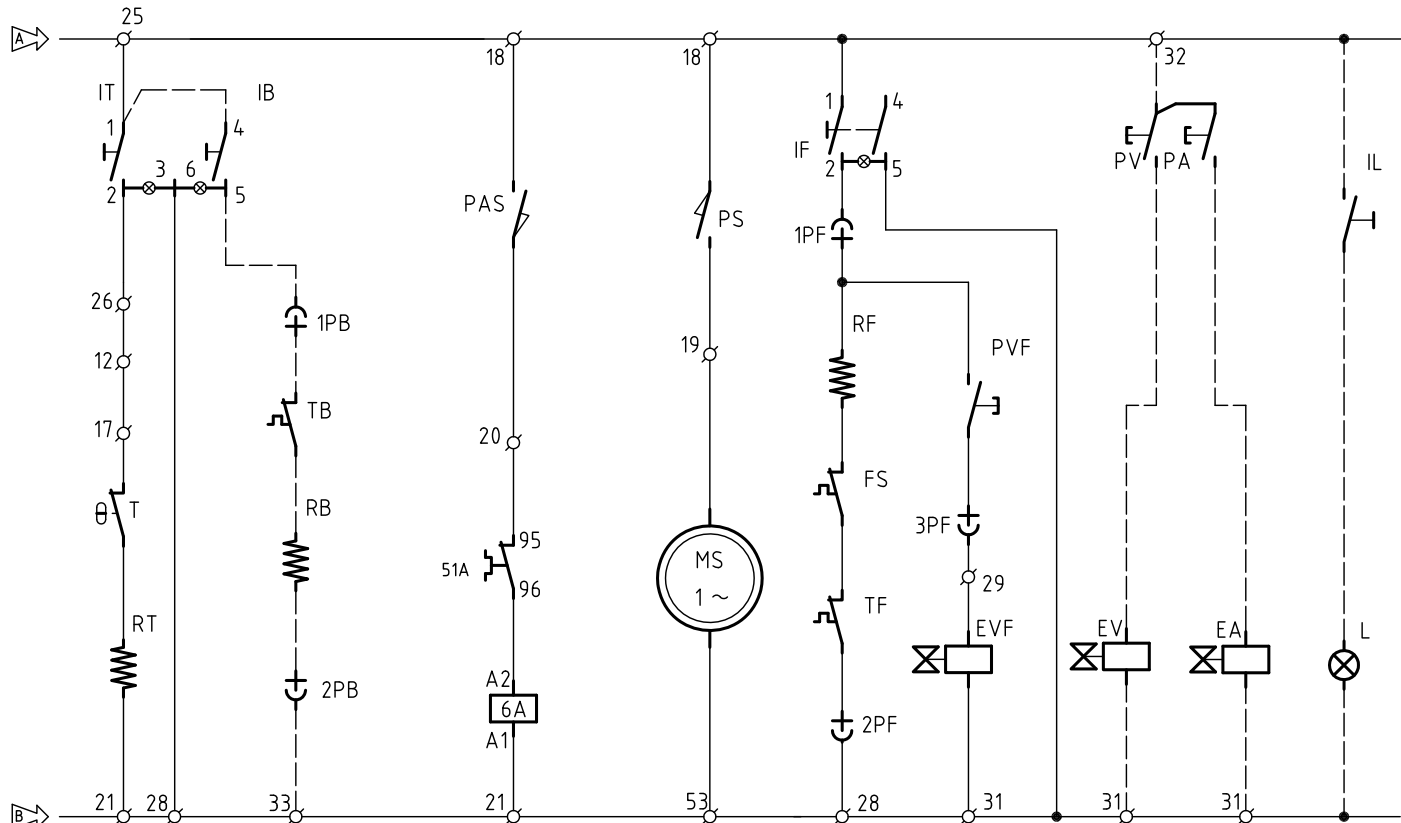 25
A
18
18
32
IT
IB
1
4
1
4
3
6
IF
PV
PA
IL
2
5
2
5
PAS
PS
1PF
26
1PB
RF
19
PVF
12
TB
17
20
FS
T
RB
95
3PF
51A
MS
96
29
1 ~
TF
RT
EVF
EV
EA
L
A2
2PB
6A
2PF
A1
21
28
33
21
53
28
31
31
31
B